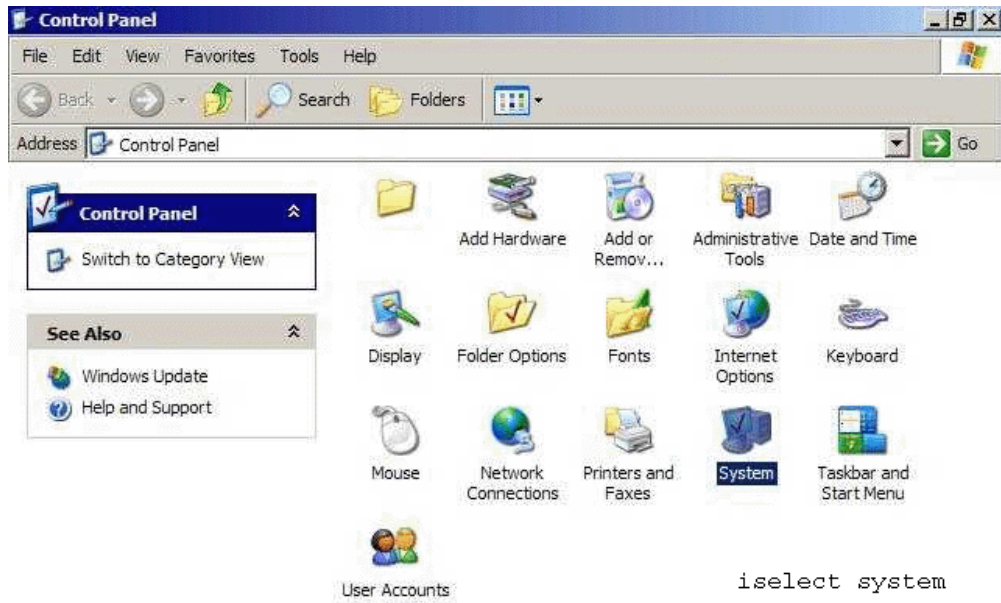 Control Panel
File Edit View Favorites Tools Help
Back Search Folders
Address Control Panel Go
Control Panel
Switch to Category View
See Also
Windows Update
Help and Support
Add Hardware
Add or
Remov...
Administrative
Tools
Date and Time
Display
Folder Options
Fonts
Internet
Options
Keyboard
Mouse
Network
Connections
Printers and
Faxes
System
Taskbar and
Start Menu
User Accounts
iselect system